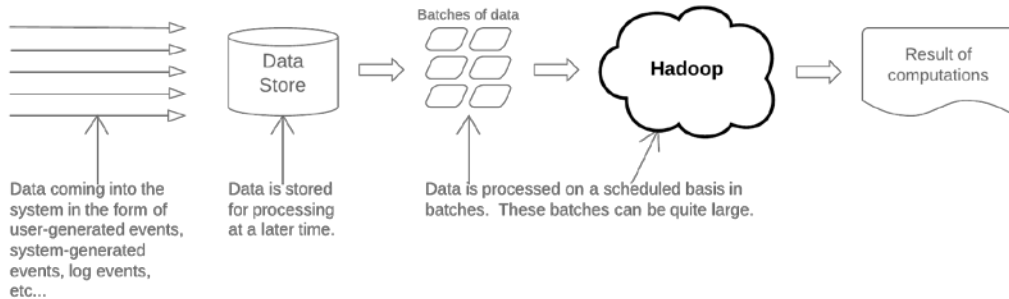 Batches of data
Data
Store
Hadoop
Result of
computations
Data coming into the
system in the form of
user-generated events,
system-generated
events, log events,
etc...
Data is stored
for processing
at a later time.
Data is processed on a scheduled basis in
batches.  These batches can be quite large.